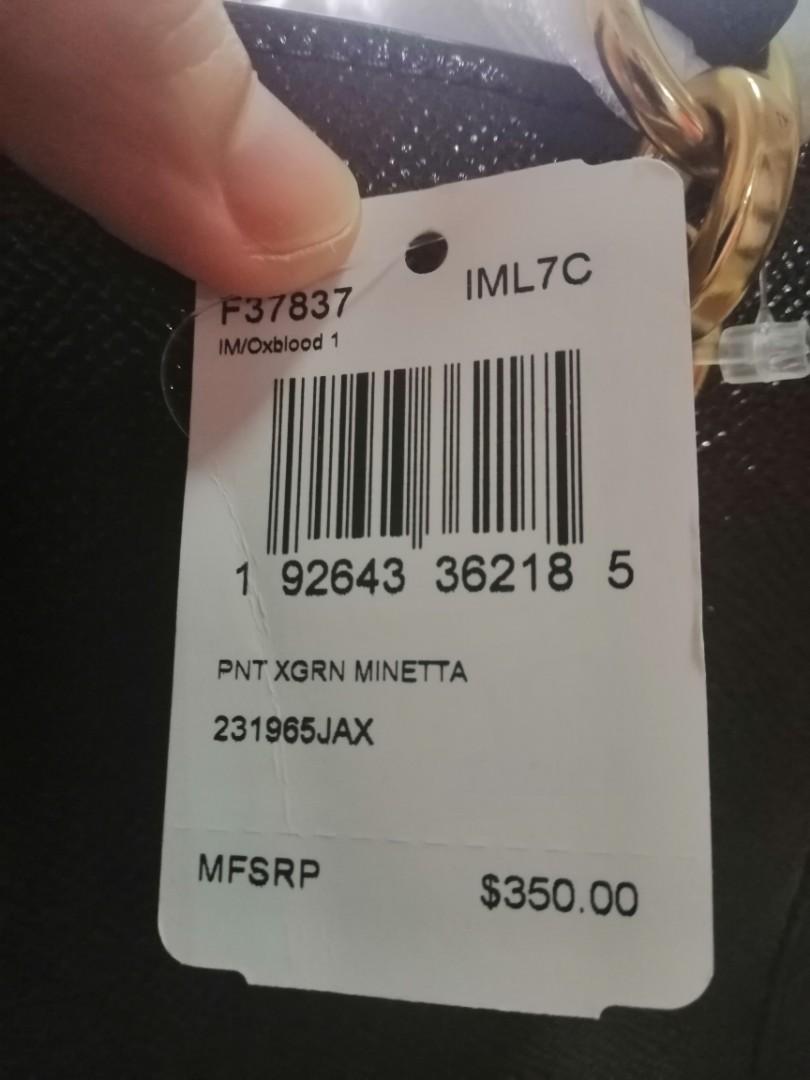 F37837 IML7C
IM/Oxblood 1
1 92643 36218 5
PNT XGRN MINETTA
231965JAX
MFSRP $350.00